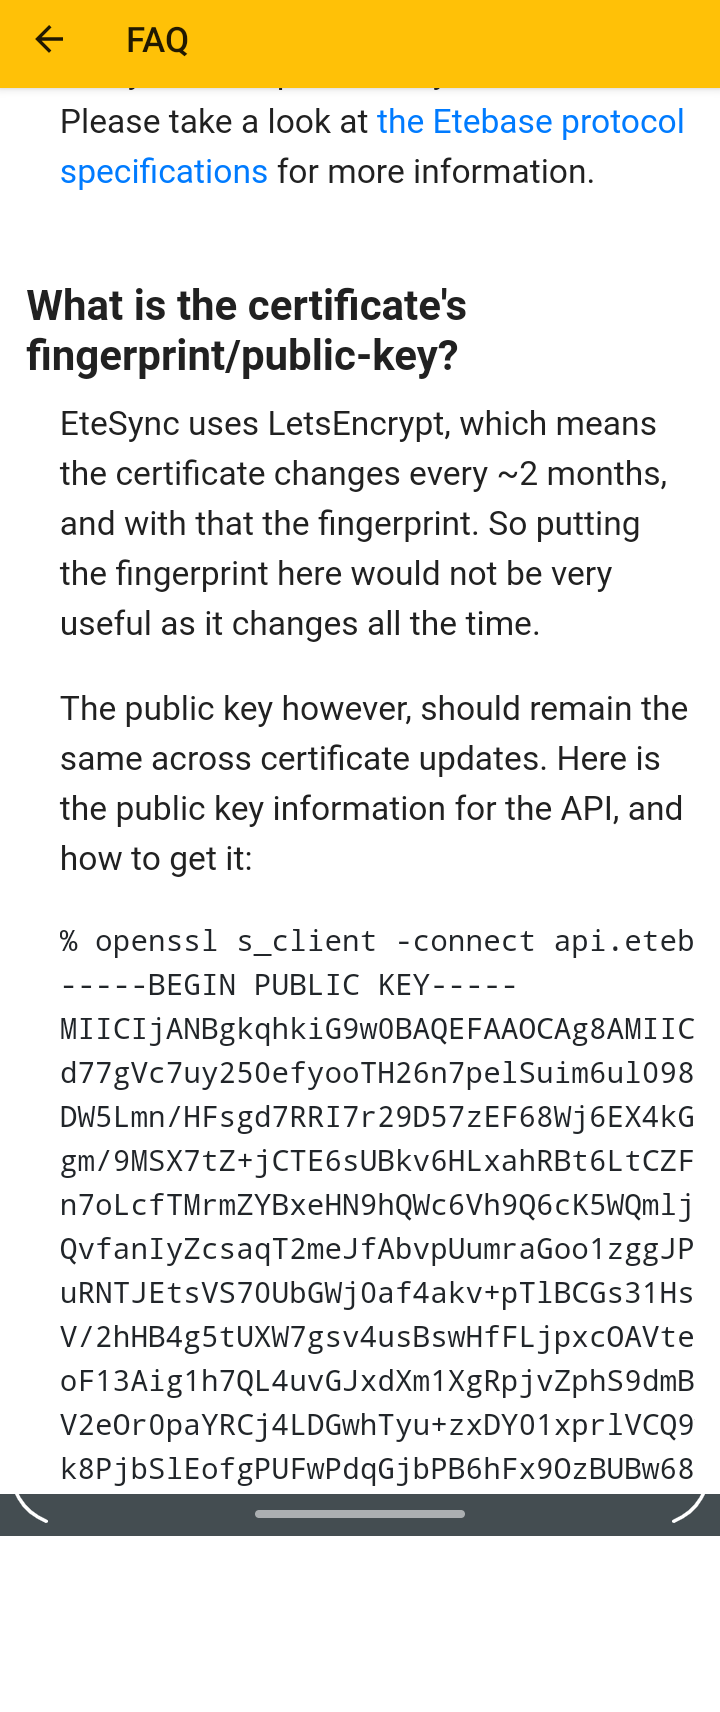 FAQ
Please take a look at the Etebase protocol
specifications for more information.
What is the certificate's
fingerprint/public-key?
EteSync uses LetsEncrypt, which means
the certificate changes every ~2 months,
and with that the fingerprint. So putting
the fingerprint here would not be very
useful as it changes all the time.
The public key however, should remain the
same across certificate updates. Here is
the public key information for the API, and
how to get it:
% openssl s_client -connect api.eteb
-----BEGIN PUBLIC KEY-----
MIICIjANBgkqhkiG9w0BAQEFAAOCAg8AMIIC
d77gVc7uy250efyooTH26n7pelSuim6ul098
DW5Lmn/HFsgd7RRI7r29D57zEF68Wj6EX4kG
gm/9MSX7tZ+jCTE6sUBkv6HLxahRBt6LtCZF
n7oLcfTMrmZYBxeHN9hQWc6Vh9Q6cK5WQmlj
QvfanIyZcsaqT2meJfAbvpUumraGoo1zggJP
uRNTJEtsVS70UbGWj0af4akv+pTlBCGs31Hs
V/2hHB4g5tUXW7gsv4usBswHfFLjpxcOAVte
oF13Aig1h7QL4uvGJxdXm1XgRpjvZphS9dmB
V2eOr0paYRCj4LDGwhTyu+zxDY01xprlVCQ9
k8PjbSlEofgPUFwPdqGjbPB6hFx9OzBUBw68